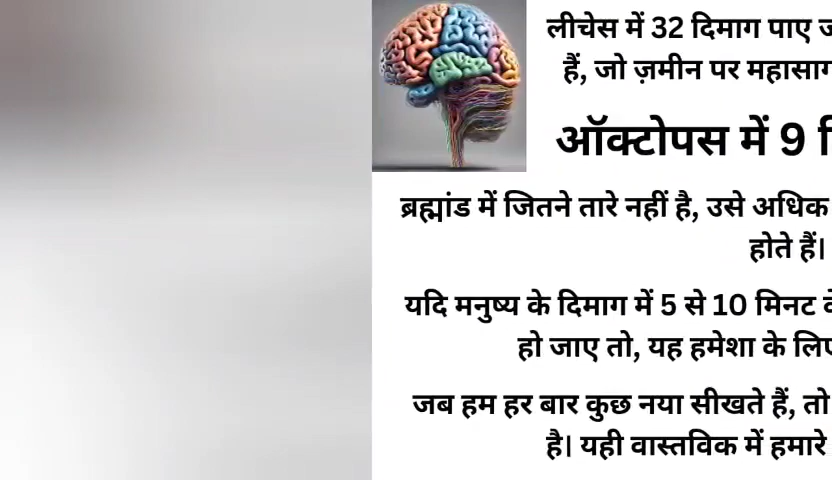 लीचेस में 32 दिमाग पाए
हैं, जो ज़मीन पर
ऑक्टोपस में 9
ब्रह्मांड में जितने तारे नहीं है, उसे अधिक
होते हैं।
यदि मनुष्य के दिमाग में 5 से 10 मिनट
हो जाए तो, यह हमेशा के
जब हम हर बार कुछ नया सीखते हैं, तो
है। यही वास्तविक में हमारे